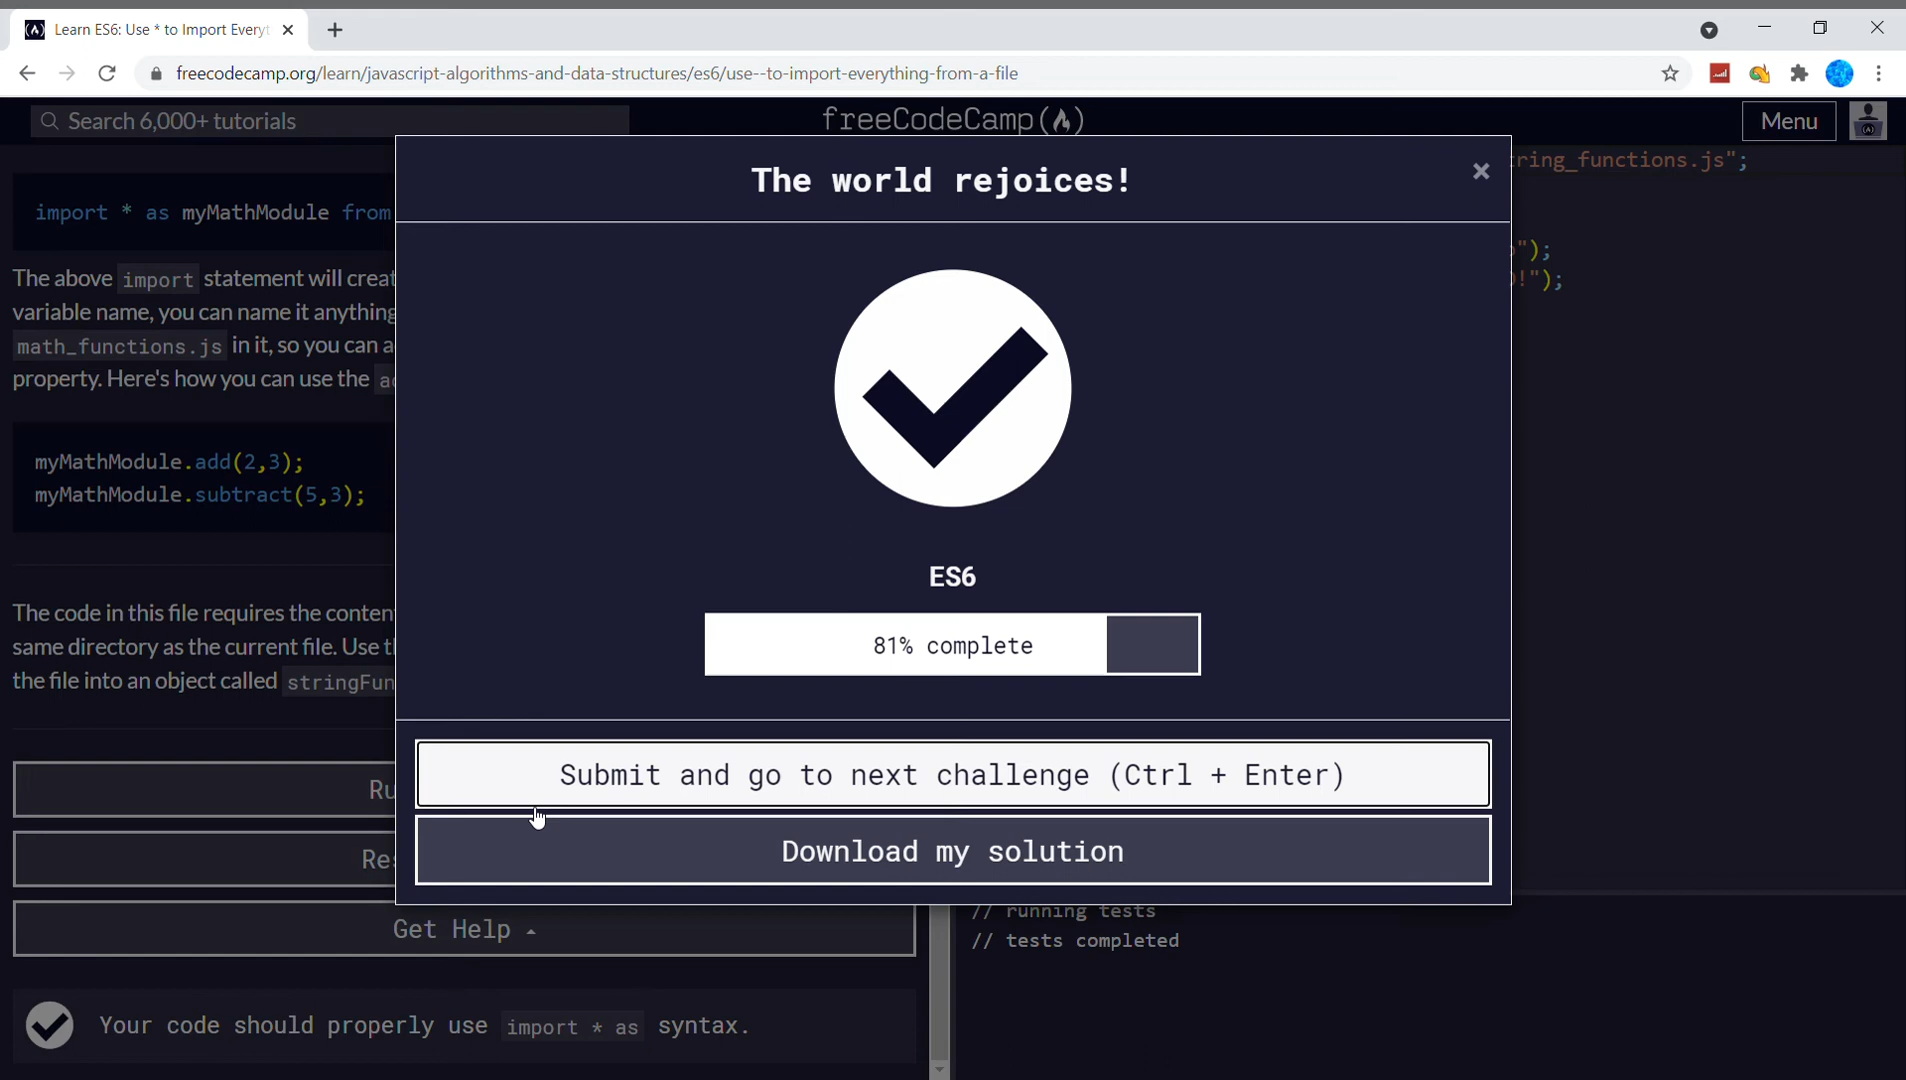 Learn ES6: Use * to Import Everyt
freecodecamp.org/learn/javascript-algorithms-and-data-structures/es6/use--to-import-everything-from-a-file
Search 6,000+ tutorials
freeCodeCamp(🔥)
Menu
import * as myMathModule from
The above import statement will creat
variable name, you can name it anything
math_functions.js in it, so you can a
property. Here's how you can use the
myMathModule.add(2,3);
myMathModule.subtract(5,3);
The code in this file requires the conten
same directory as the current file. Use
the file into an object called stringFun
Ru
Res
Get Help
Your code should properly use import * as syntax.
The world rejoices!
×
ES6
81% complete
Submit and go to next challenge (Ctrl + Enter)
Download my solution
ring_functions.js";
");
!");
// running tests
// tests completed